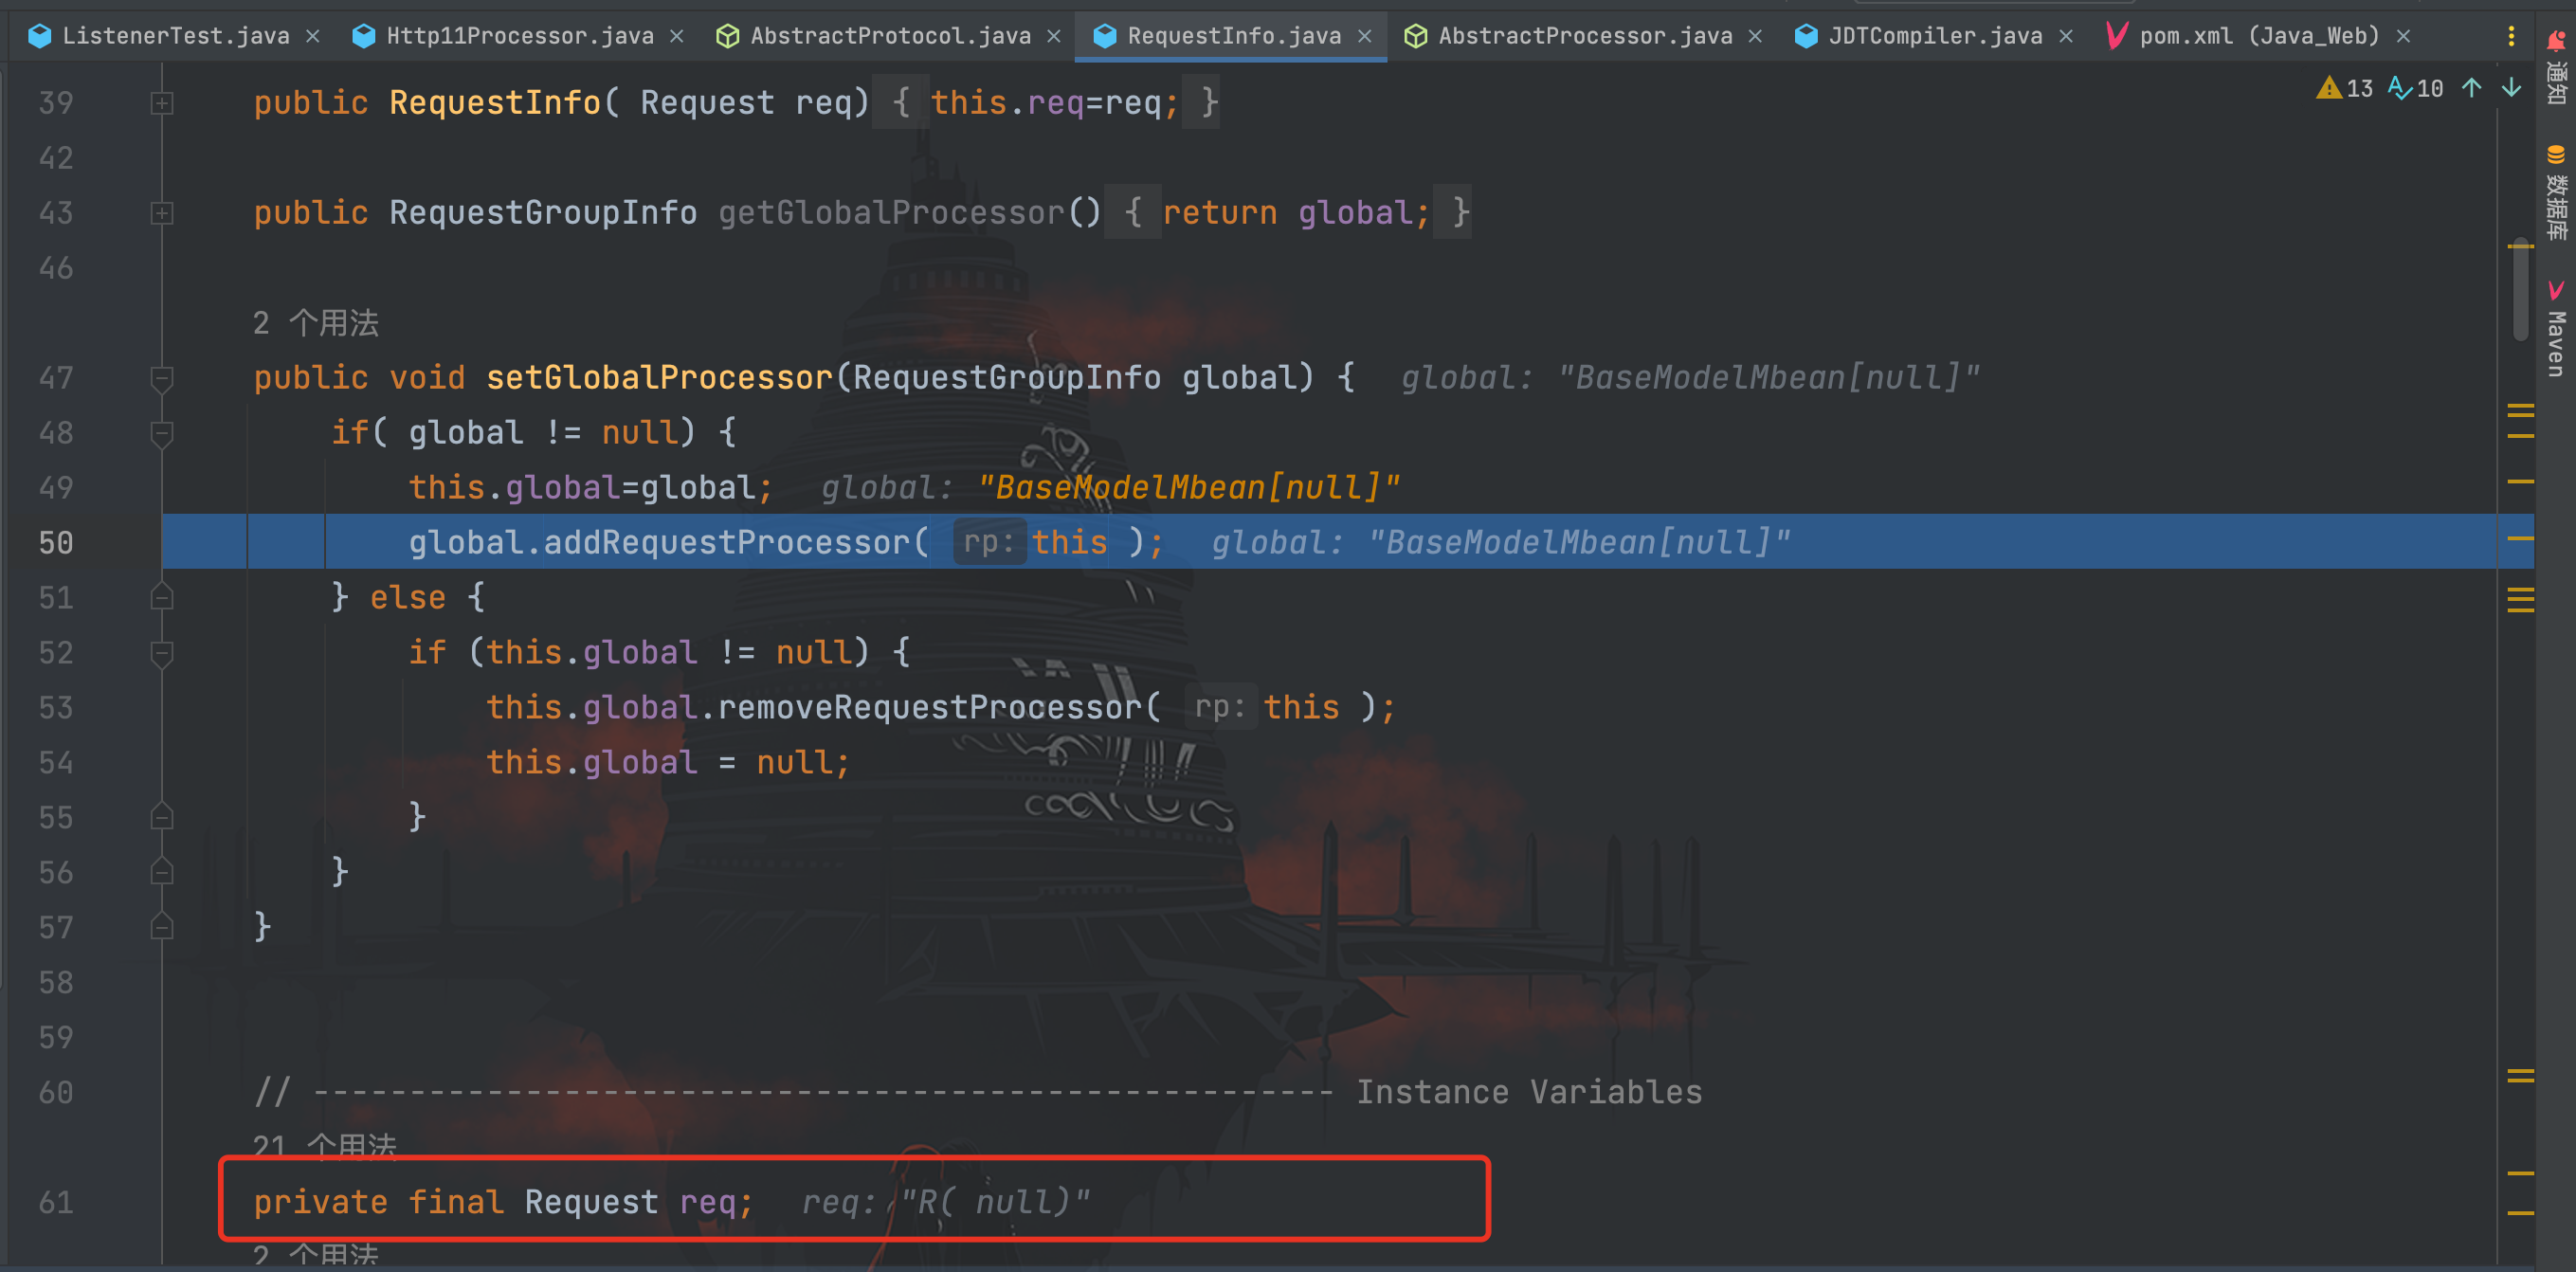 ListenerTest.java Http11Processor.java AbstractProtocol.java RequestInfo.java AbstractProcessor.java JDTCompiler.java pom.xml (Java_Web)
13 10
39 public RequestInfo( Request req) { this.req=req; }
42
43 public RequestGroupInfo getGlobalProcessor() { return global; }
46
2 个用法
47 public void setGlobalProcessor(RequestGroupInfo global) { global: "BaseModelMbean[null]"
48 if( global != null) {
49 this.global=global; global: "BaseModelMbean[null]"
50 global.addRequestProcessor( rp: this ); global: "BaseModelMbean[null]"
51 } else {
52 if (this.global != null) {
53 this.global.removeRequestProcessor( rp: this );
54 this.global = null;
55 }
56 }
57 }
58
59
60 // ----------------------------------------------------- Instance Variables
21 个用法
61 private final Request req; req: "R( null)"
2 个用法
通知
数据库
Maven